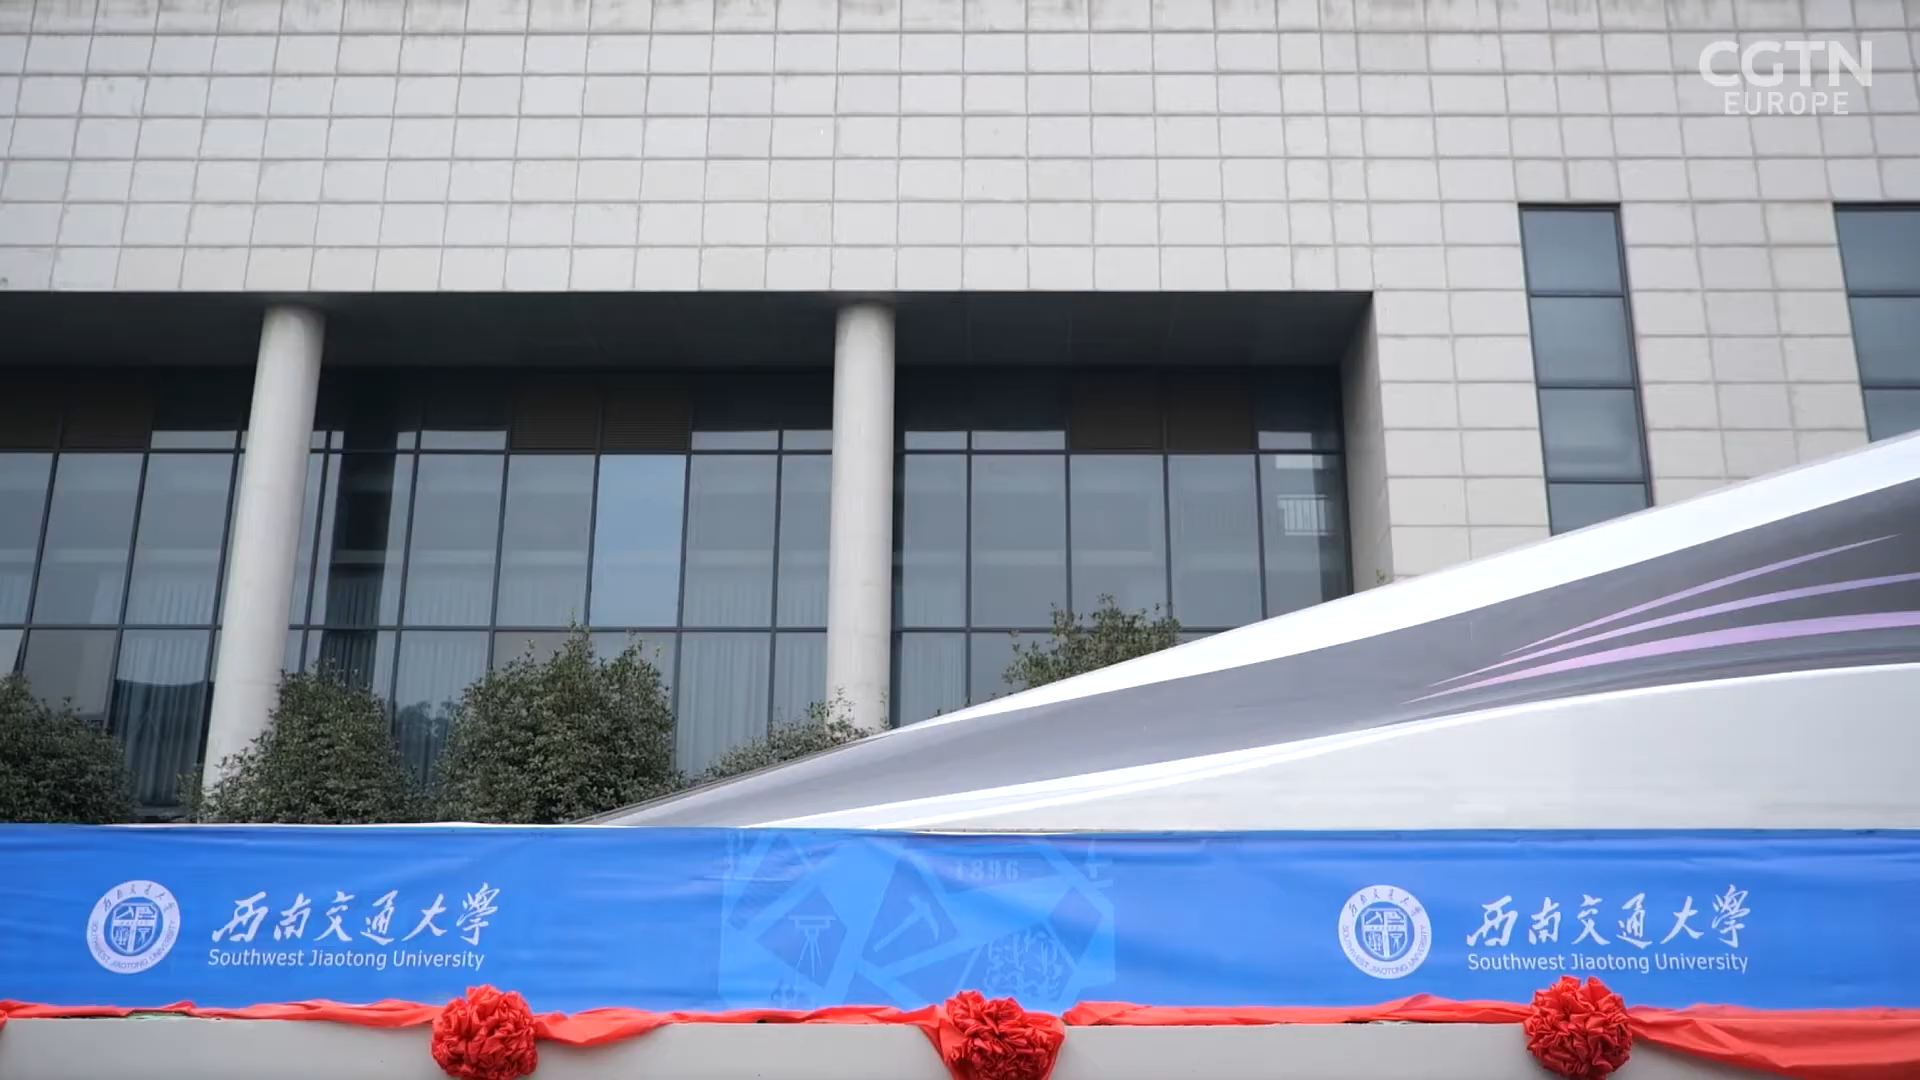 CGTN
EUROPE
1896
西南交通大學
Southwest Jiaotong University
西南交通大學
Southwest Jiaotong University